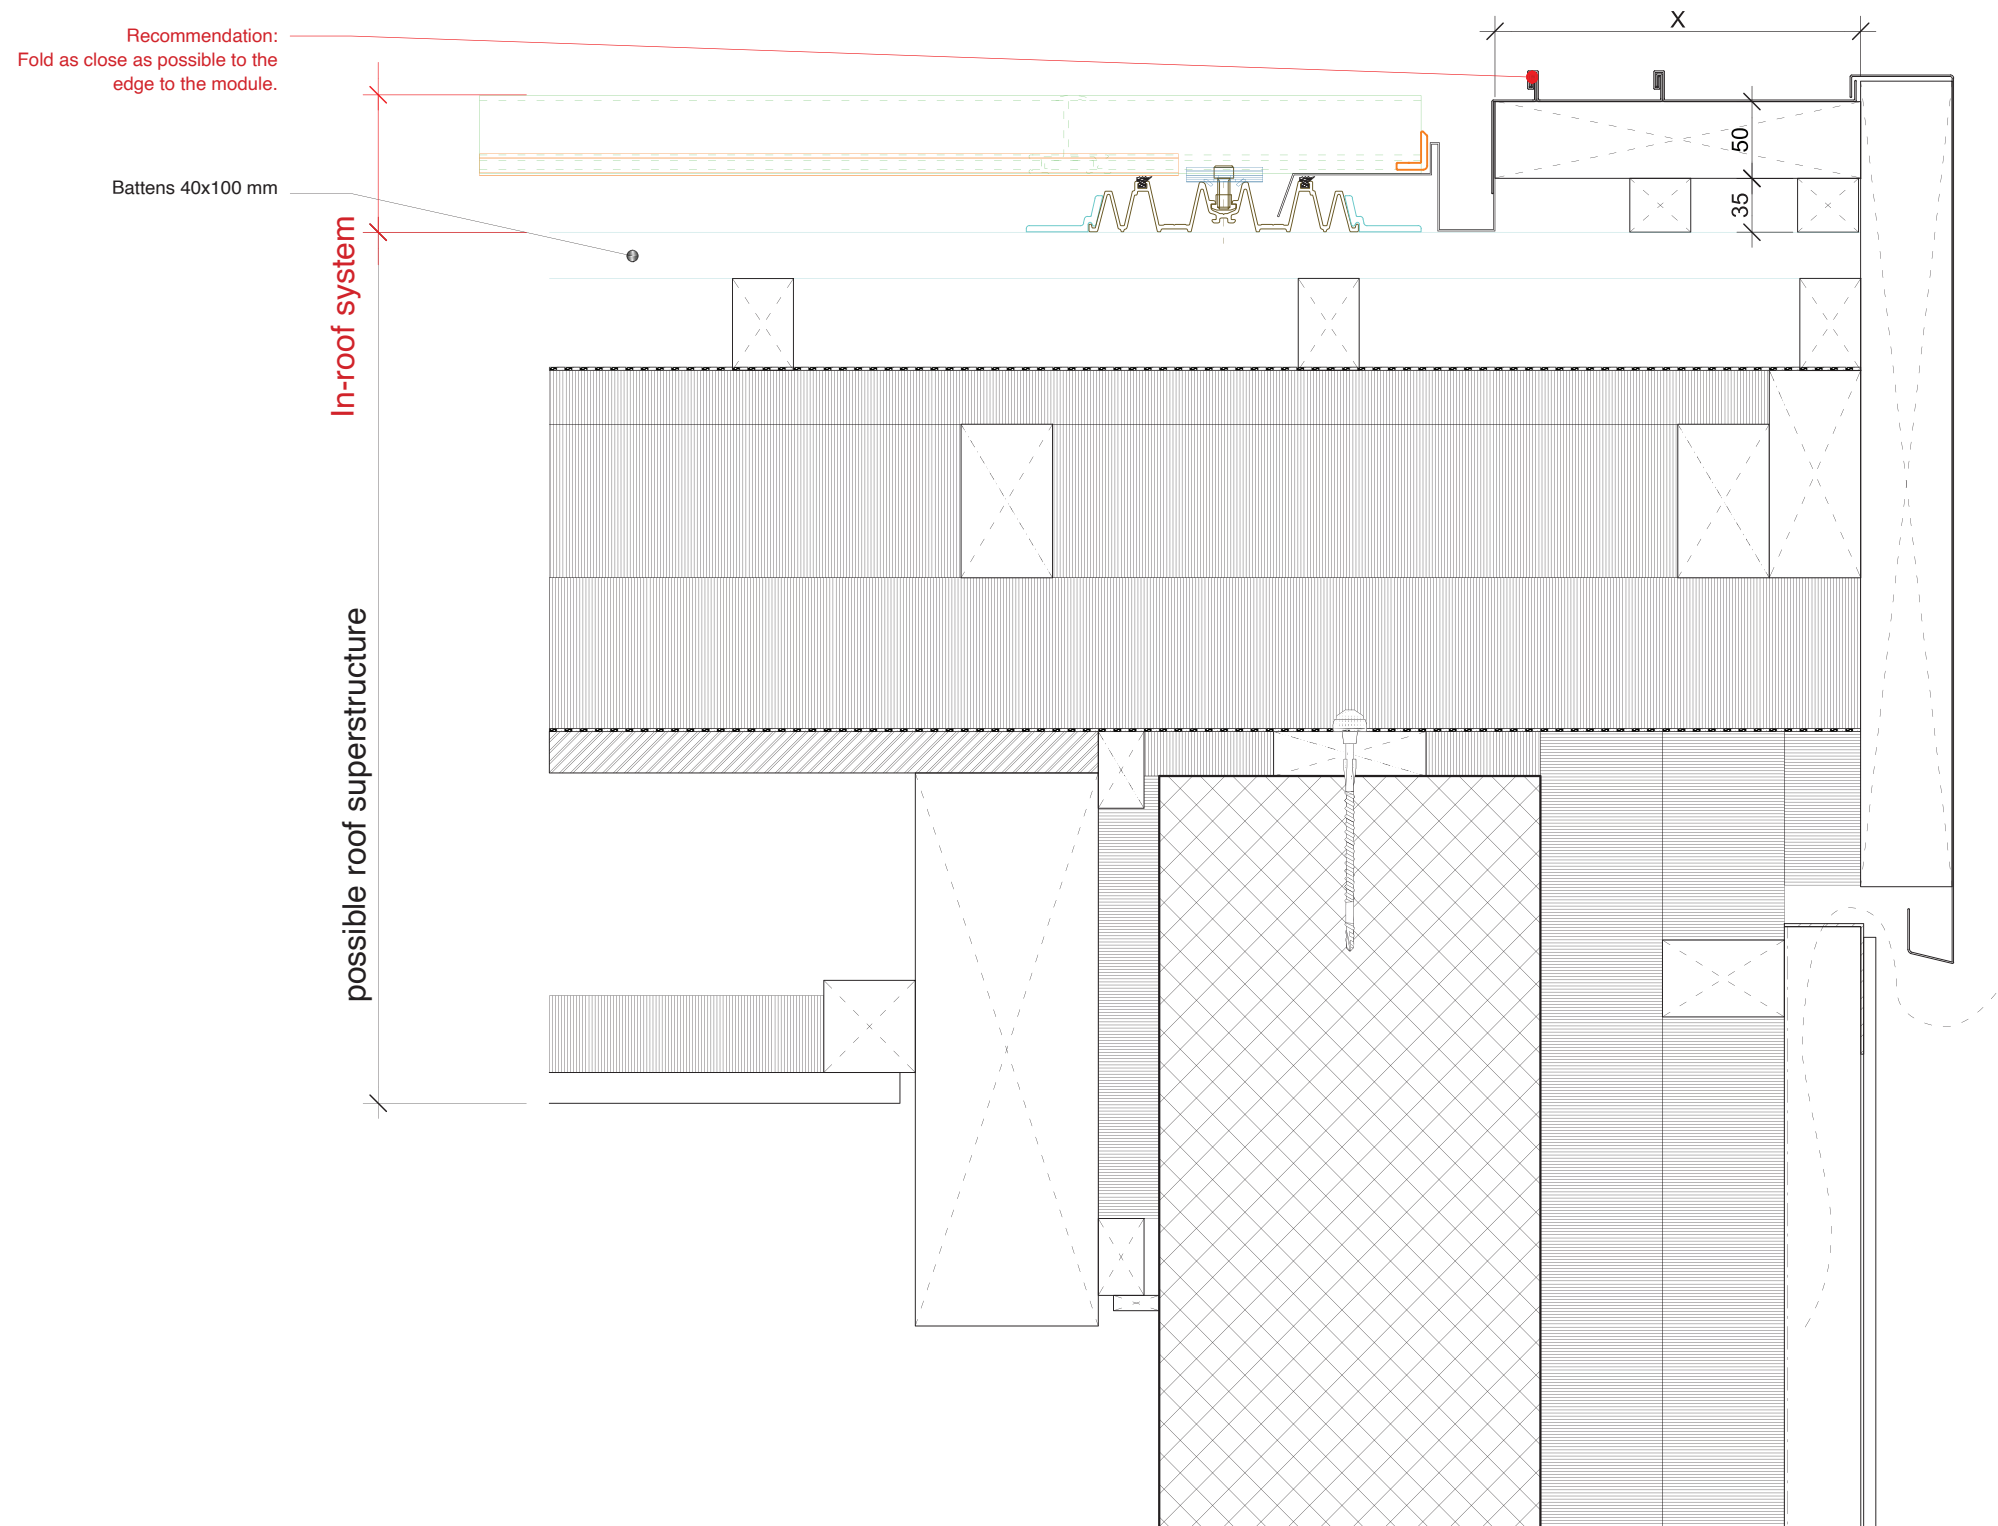 Recommendation:
Fold as close as possible to the
edge to the module.
X
50
35
Battens 40x100 mm
In-roof system
possible roof superstructure